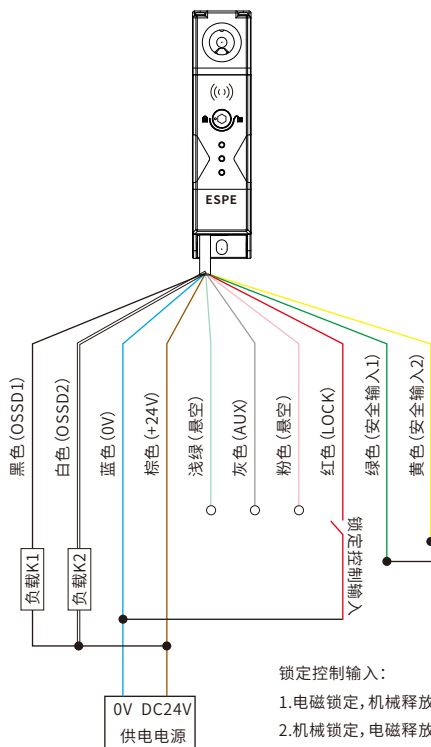 ESPE
黑色(OSSD1)
白色(OSSD2)
蓝色(0V)
棕色(+24V)
浅绿(悬空)
灰色(AUX)
粉色(悬空)
红色(LOCK)
绿色(安全输入1)
黄色(安全输入2)
负载K1
负载K2
锁定控制输入
0V DC24V
供电电源
锁定控制输入:
1.电磁锁定,机械释放
2.机械锁定,电磁释放